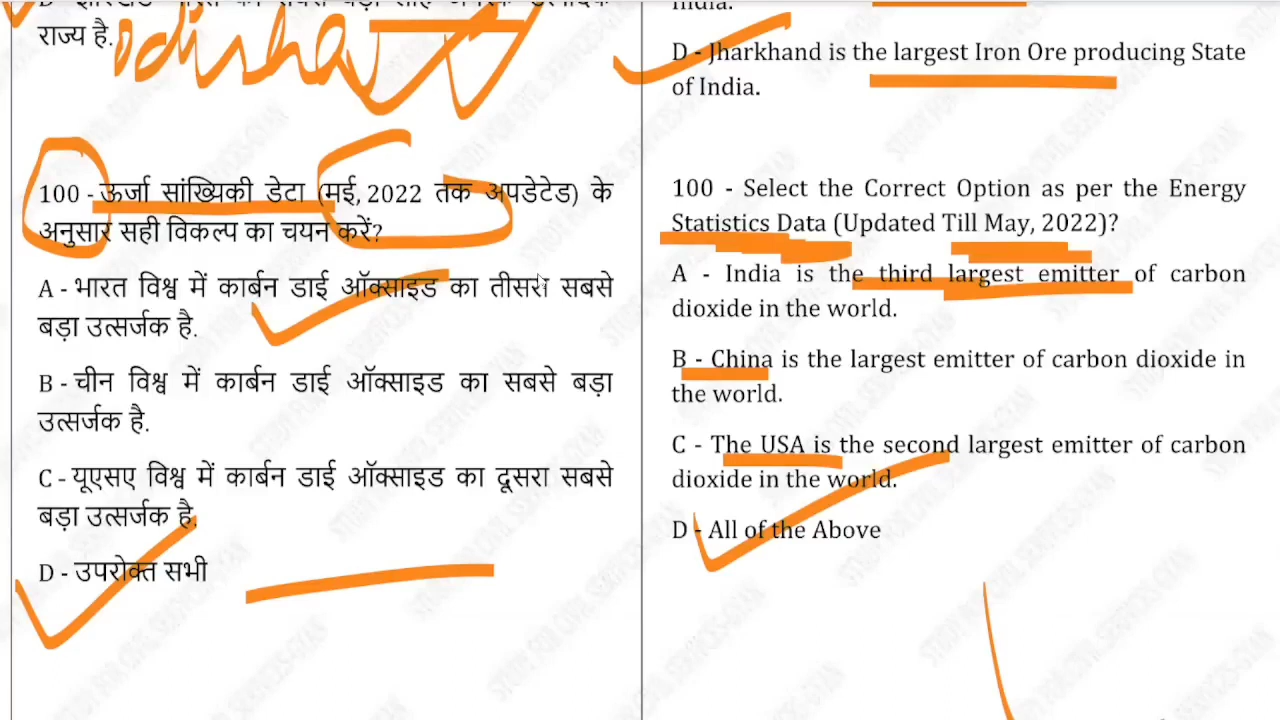 राज्य है.
odisha
100 - ऊर्जा सांख्यिकी डेटा (मई, 2022 तक अपडेटेड) के
अनुसार सही विकल्प का चयन करें?
A - भारत विश्व में कार्बन डाई ऑक्साइड का तीसरा सबसे
बड़ा उत्सर्जक है.
B - चीन विश्व में कार्बन डाई ऑक्साइड का सबसे बड़ा
उत्सर्जक है.
C - यूएसए विश्व में कार्बन डाई ऑक्साइड का दूसरा सबसे
बड़ा उत्सर्जक है.
D - उपरोक्त सभी
India.
D - Jharkhand is the largest Iron Ore producing State
of India.
100 - Select the Correct Option as per the Energy
Statistics Data (Updated Till May, 2022)?
A - India is the third largest emitter of carbon
dioxide in the world.
B - China is the largest emitter of carbon dioxide in
the world.
C - The USA is the second largest emitter of carbon
dioxide in the world.
D - All of the Above